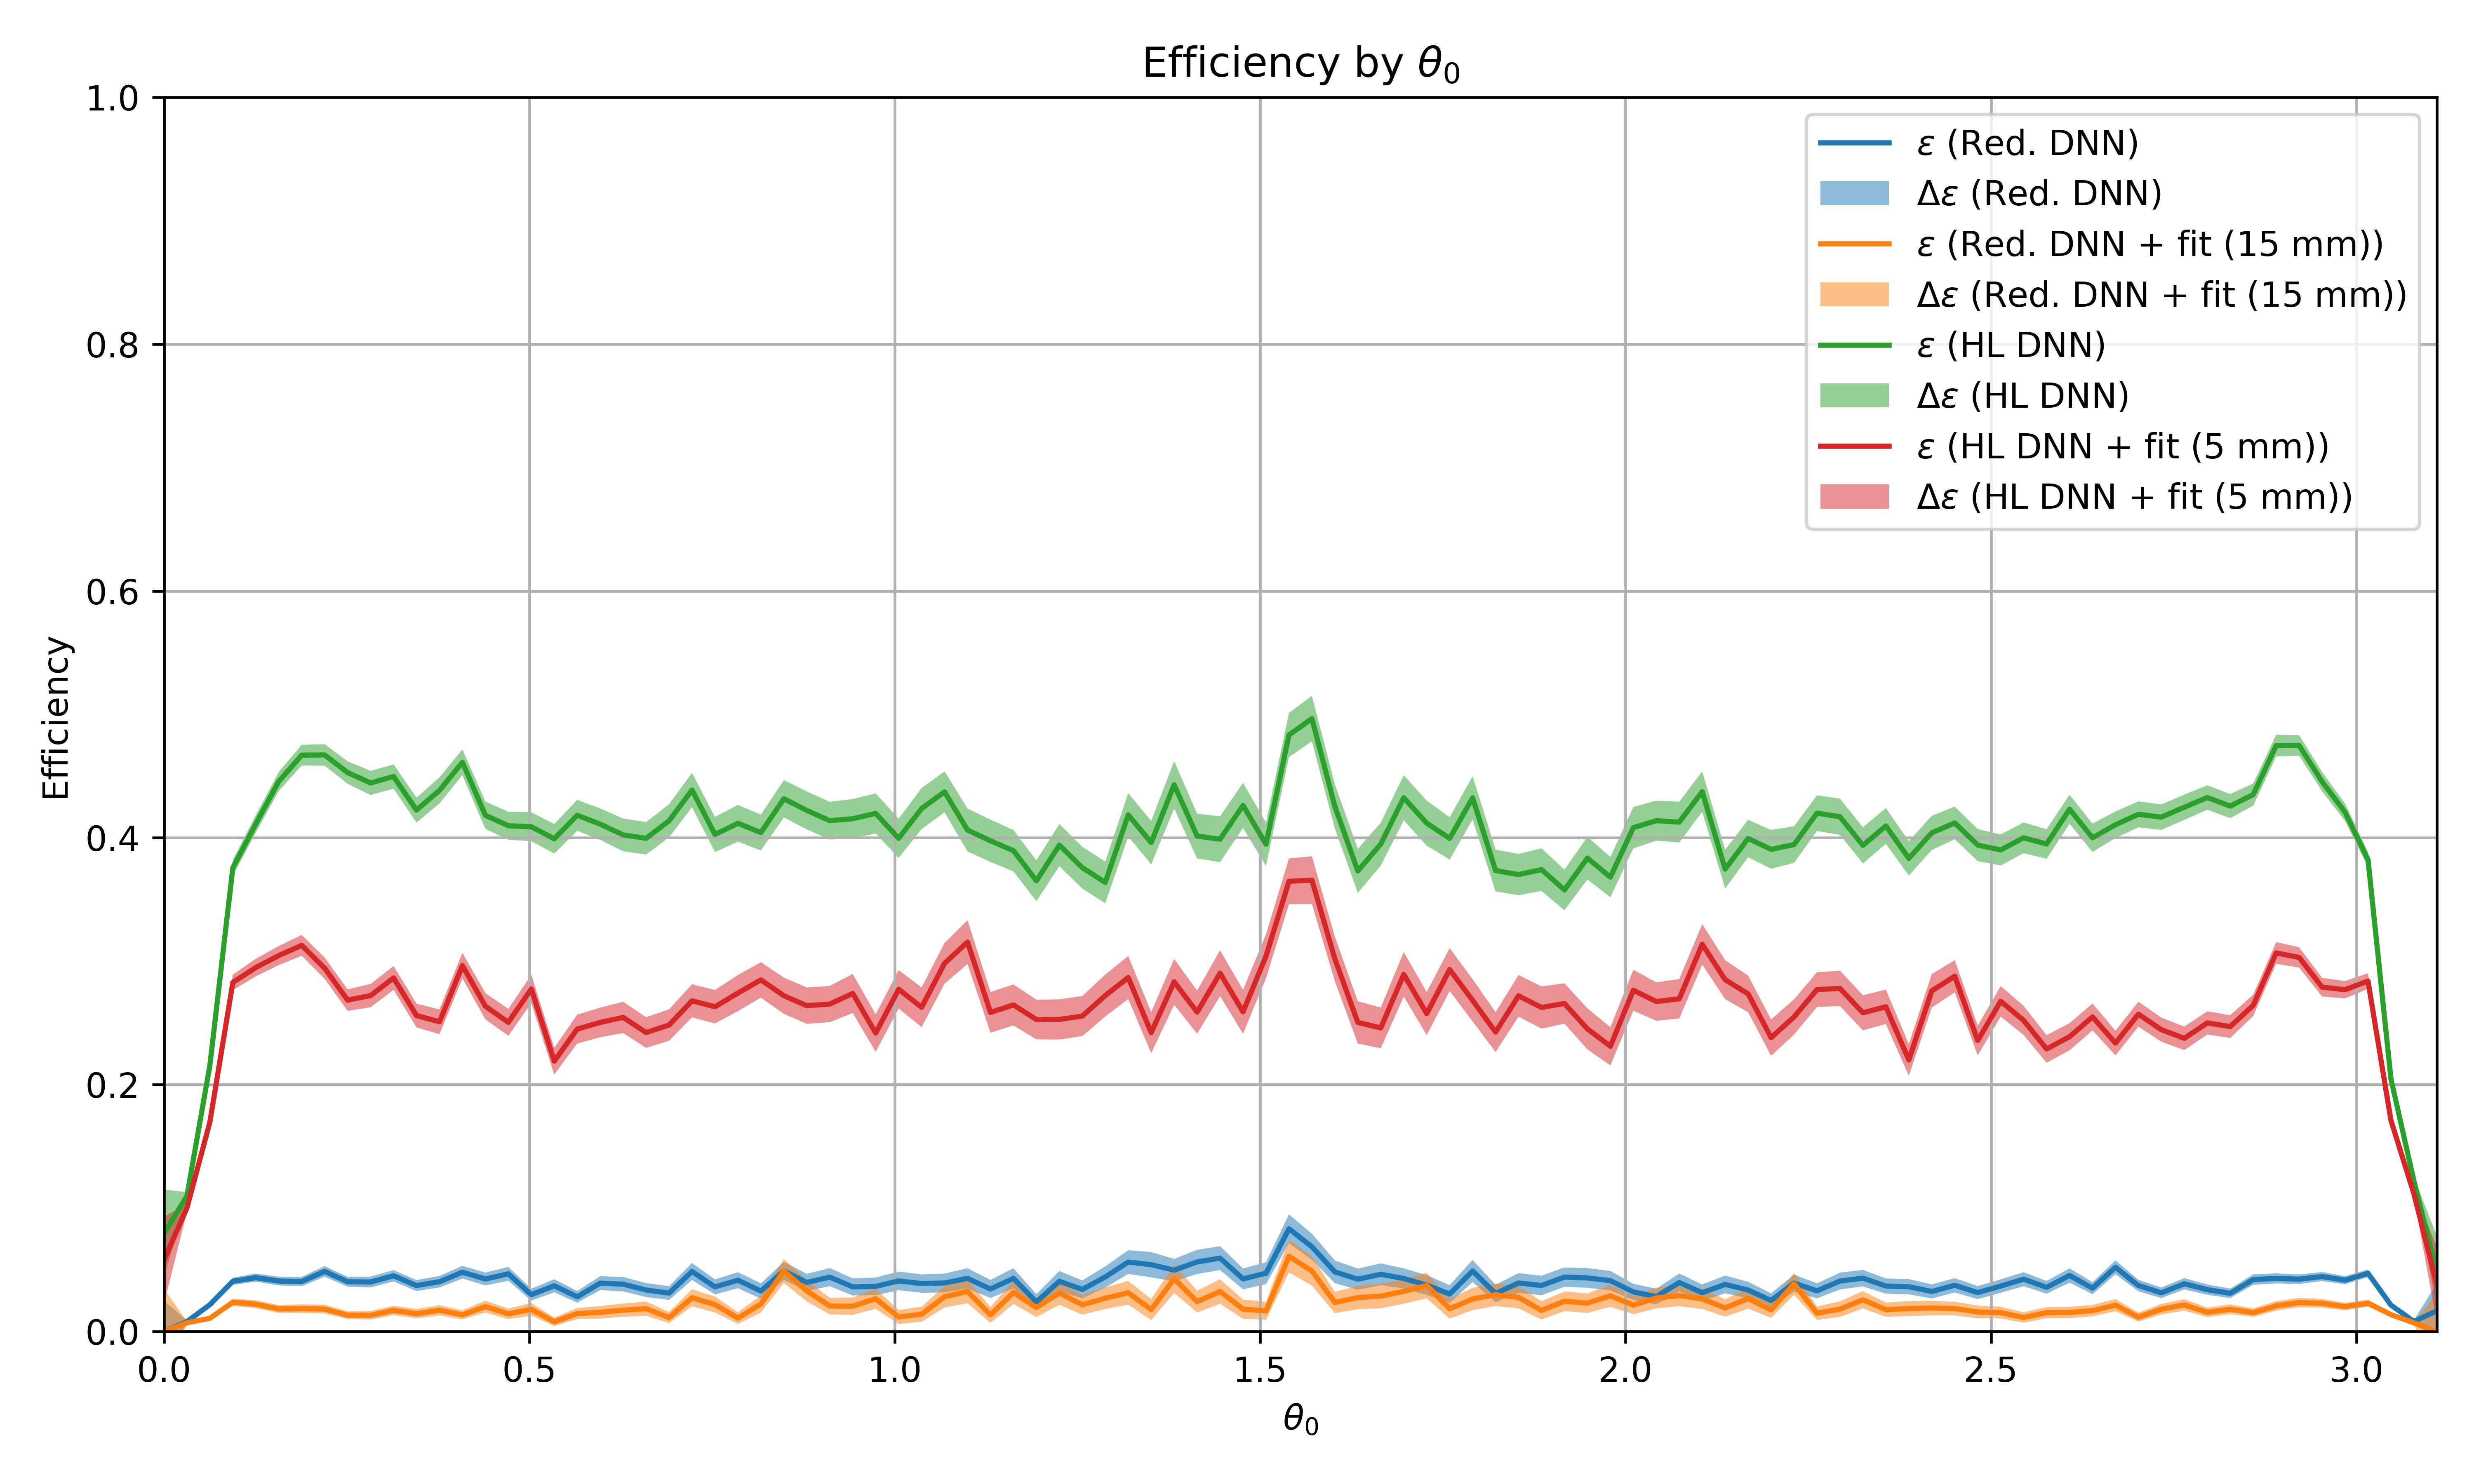 Efficiency by θ₀
1.0
0.8
0.6
0.4
0.2
0.0
Efficiency
ε (Red. DNN)
Δε (Red. DNN)
ε (Red. DNN + fit (15 mm))
Δε (Red. DNN + fit (15 mm))
ε (HL DNN)
Δε (HL DNN)
ε (HL DNN + fit (5 mm))
Δε (HL DNN + fit (5 mm))
0.0 0.5 1.0 1.5 2.0 2.5 3.0
θ₀